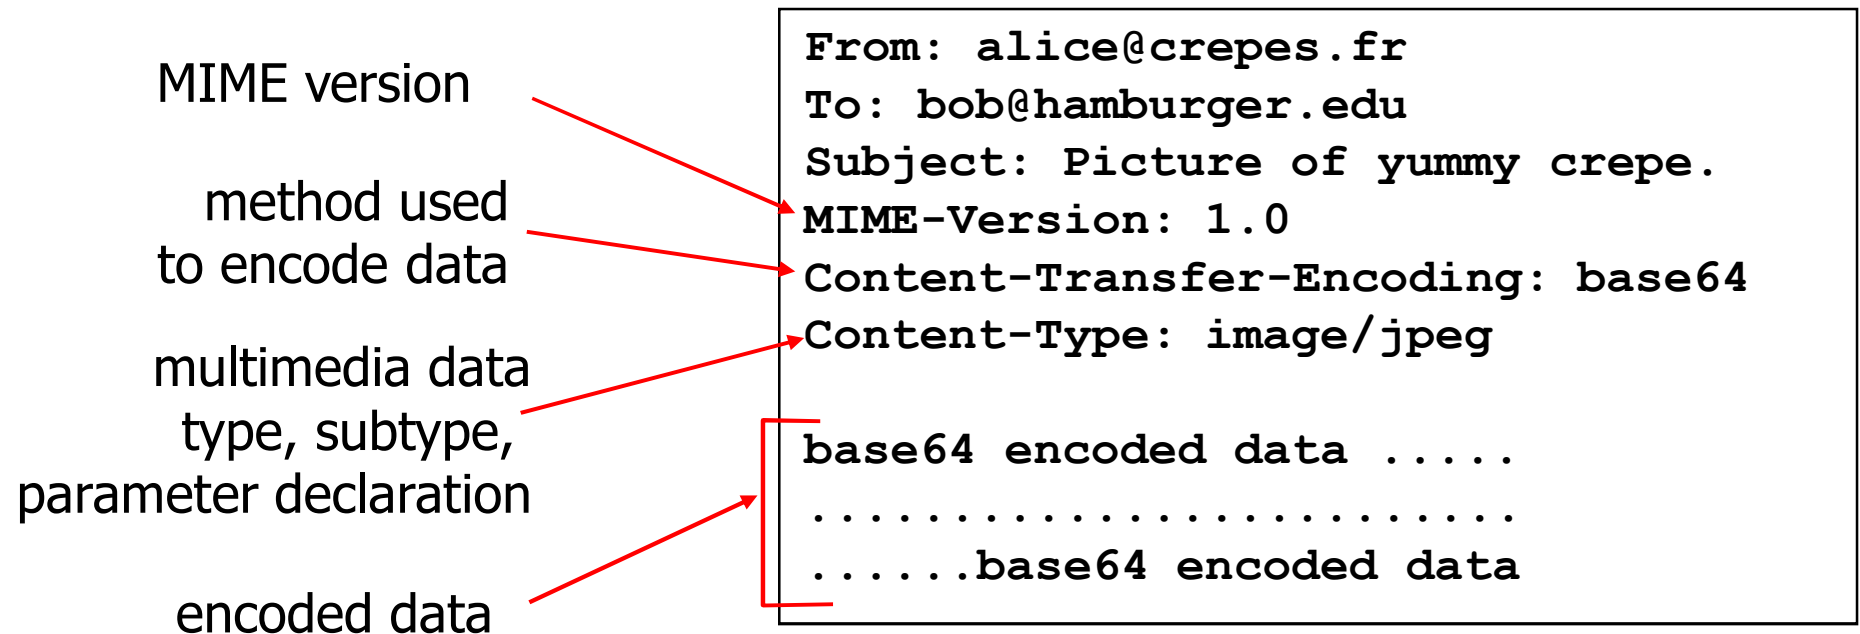 MIME version
method used
to encode data
multimedia data
type, subtype,
parameter declaration
encoded data
From: alice@crepes.fr
To: bob@hamburger.edu
Subject: Picture of yummy crepe.
MIME-Version: 1.0
Content-Transfer-Encoding: base64
Content-Type: image/jpeg
base64 encoded data .....
.........................
......base64 encoded data